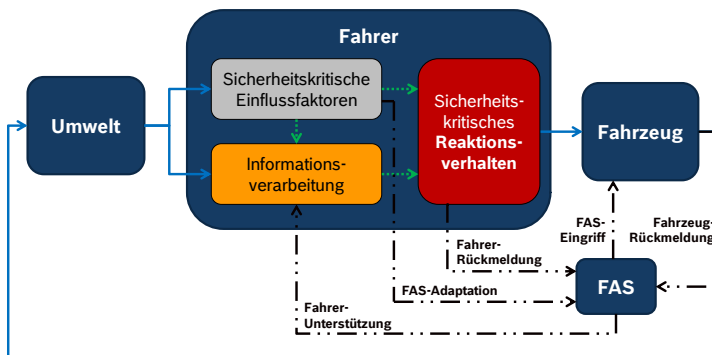 Fahrer
Sicherheitskritische
Einflussfaktoren
Umwelt
Sicherheits-
kritisches
Reaktions-
verhalten
Fahrzeug
Informations-
verarbeitung
FAS-
Eingriff
Fahrzeug-
Rückmeldung
Fahrer-
Rückmeldung
FAS
FAS-Adaptation
Fahrer-
Unterstützung